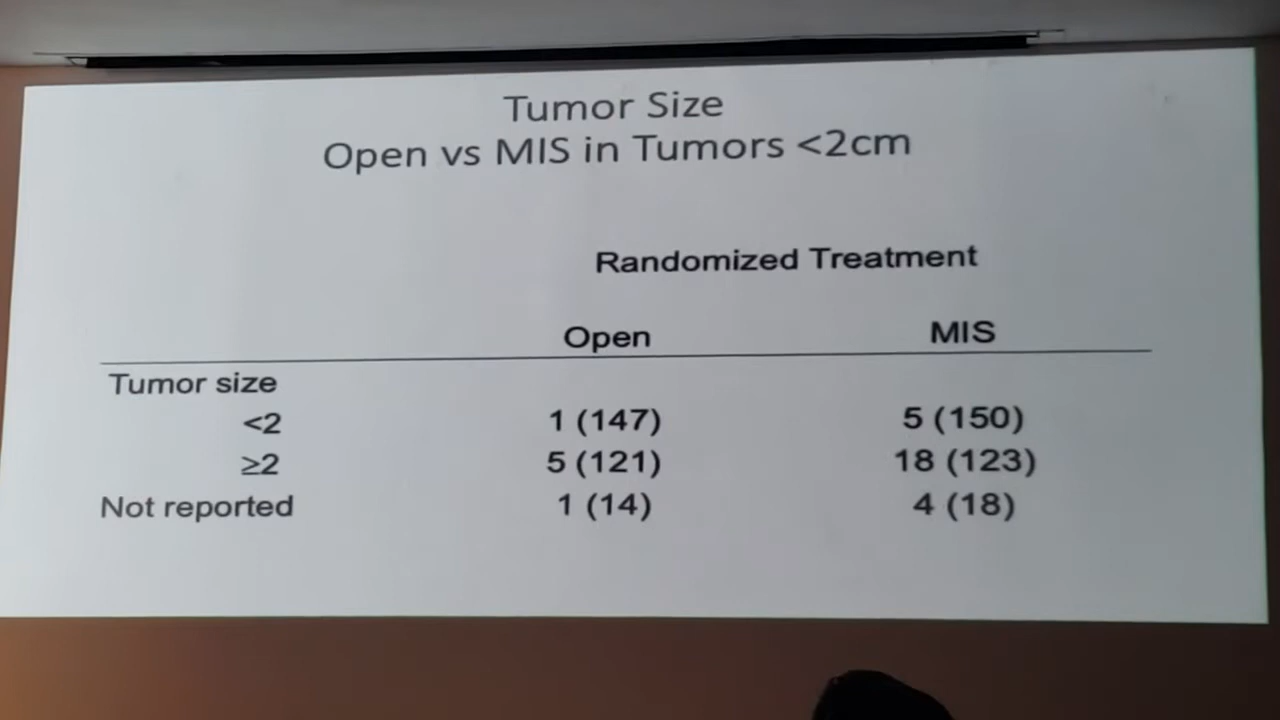 Tumor Size
Open vs MIS in Tumors <2cm
Randomized Treatment
Open MIS
Tumor size
<2 1 (147) 5 (150)
≥2 5 (121) 18 (123)
Not reported 1 (14) 4 (18)